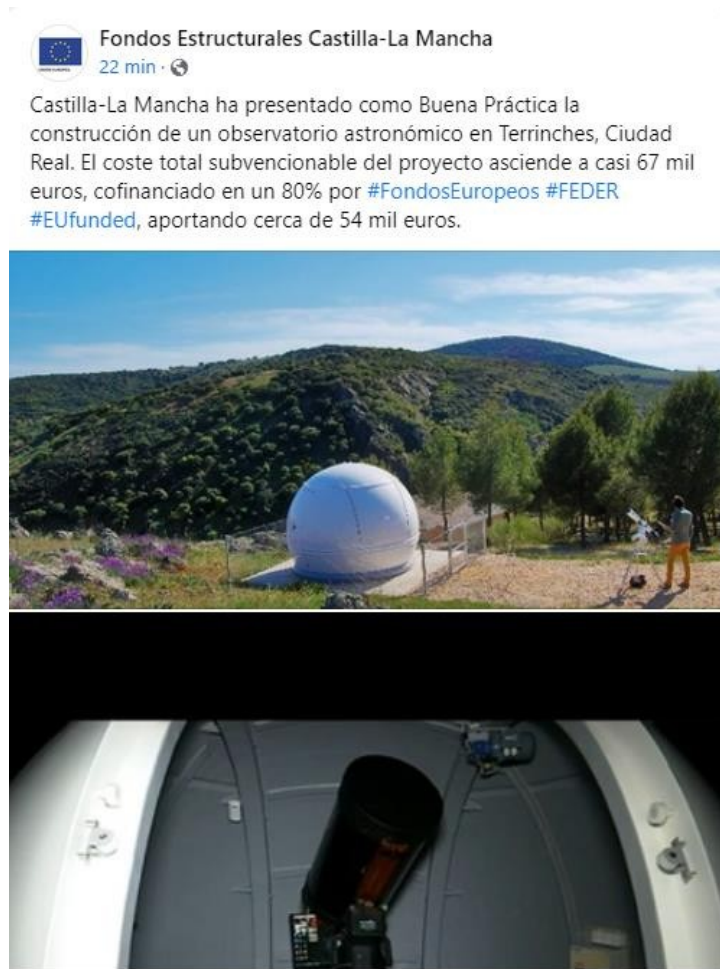 Fondos Estructurales Castilla-La Mancha
22 min ·
Castilla-La Mancha ha presentado como Buena Práctica la
construcción de un observatorio astronómico en Terrinches, Ciudad
Real. El coste total subvencionable del proyecto asciende a casi 67 mil
euros, cofinanciado en un 80% por #FondosEuropeos #FEDER
#EUfunded, aportando cerca de 54 mil euros.